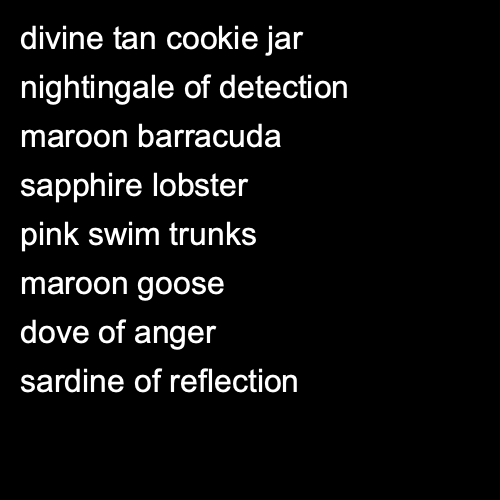 divine tan cookie jar
nightingale of detection
maroon barracuda
sapphire lobster
pink swim trunks
maroon goose
dove of anger
sardine of reflection